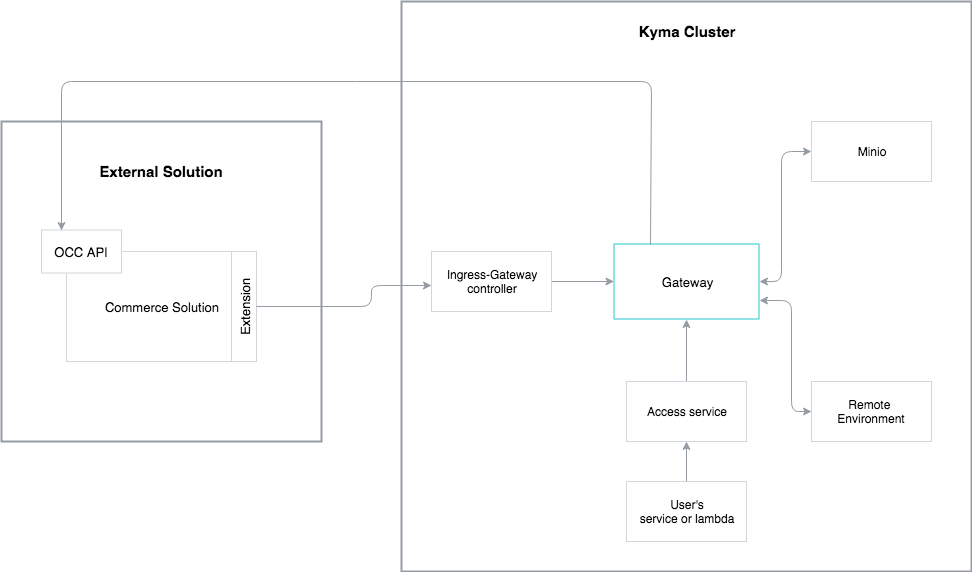 Kyma Cluster
External Solution
Minio
OCC API
Ingress-Gateway
controller
Gateway
Commerce Solution
Extension
Access service
Remote
Environment
User's
service or lambda